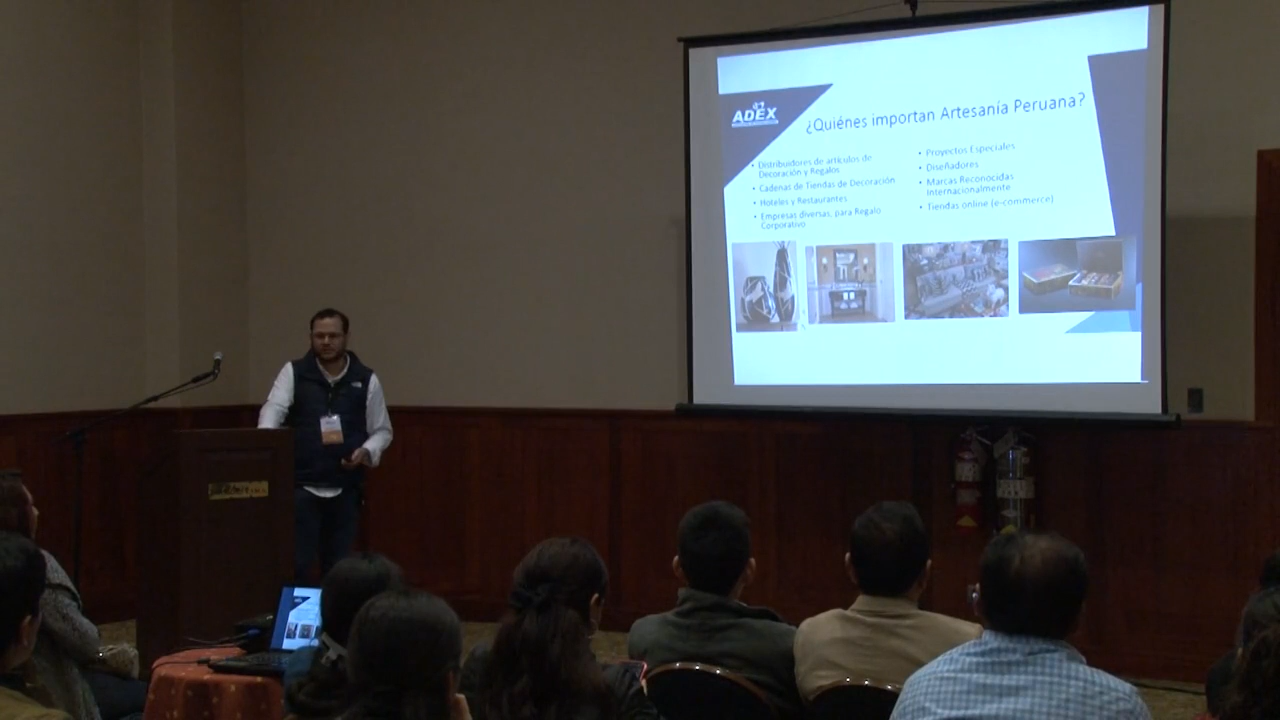 ADEX
¿Quiénes importan Artesanía Peruana?
• Distribuidores de artículos de
Decoración y Regalos
• Cadenas de Tiendas de Decoración
• Hoteles y Restaurantes
• Empresas diversas, para Regalo
Corporativo
• Proyectos Especiales
• Diseñadores
• Marcas Reconocidas
Internacionalmente
• Tiendas online (e-commerce)